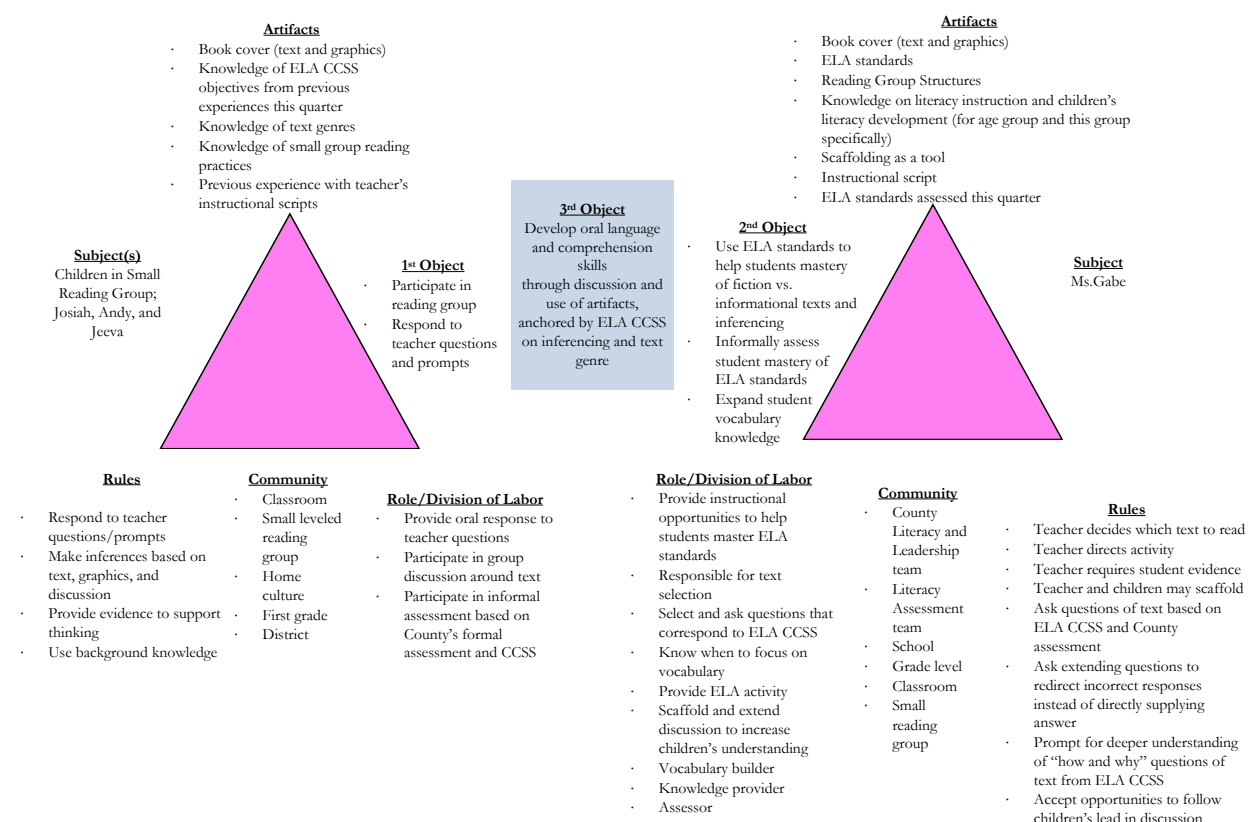 Artifacts
· Book cover (text and graphics)
· Knowledge of ELA CCSS
objectives from previous
experiences this quarter
· Knowledge of text genres
· Knowledge of small group reading
practices
· Previous experience with teacher’s
instructional scripts
Subject(s)
Children in Small
Reading Group;
Josiah, Andy, and
Jeeva
1st Object
· Participate in
reading group
· Respond to
teacher questions
and prompts
3rd Object
Develop oral language
and comprehension
skills
through discussion and
use of artifacts,
anchored by ELA CCSS
on inferencing and text
genre
Artifacts
· Book cover (text and graphics)
· ELA standards
· Reading Group Structures
· Knowledge on literacy instruction and children’s
literacy development (for age group and this group
specifically)
· Scaffolding as a tool
· Instructional script
· ELA standards assessed this quarter
2nd Object
· Use ELA standards to
help students mastery
of fiction vs.
informational texts and
inferencing
· Informally assess
student mastery of
ELA standards
· Expand student
vocabulary
knowledge
Subject
Ms.Gabe
Rules
· Respond to teacher
questions/prompts
· Make inferences based on
text, graphics, and
discussion
· Provide evidence to support
thinking
· Use background knowledge
Community
· Classroom
· Small leveled
reading
group
· Home
culture
· First grade
· District
Role/Division of Labor
· Provide oral response to
teacher questions
· Participate in group
discussion around text
· Participate in informal
assessment based on
County’s formal
assessment and CCSS
Role/Division of Labor
· Provide instructional
opportunities to help
students master ELA
standards
· Responsible for text
selection
· Select and ask questions that
correspond to ELA CCSS
· Know when to focus on
vocabulary
· Provide ELA activity
· Scaffold and extend
discussion to increase
children’s understanding
· Vocabulary builder
· Knowledge provider
· Assessor
Community
· County
Literacy and
Leadership
team
· Literacy
Assessment
team
· School
· Grade level
· Classroom
· Small
reading
group
Rules
· Teacher decides which text to read
· Teacher directs activity
· Teacher requires student evidence
· Teacher and children may scaffold
· Ask questions of text based on
ELA CCSS and County
assessment
· Ask extending questions to
redirect incorrect responses
instead of directly supplying
answer
· Prompt for deeper understanding
of “how and why” questions of
text from ELA CCSS
· Accept opportunities to follow
children’s lead in discussion